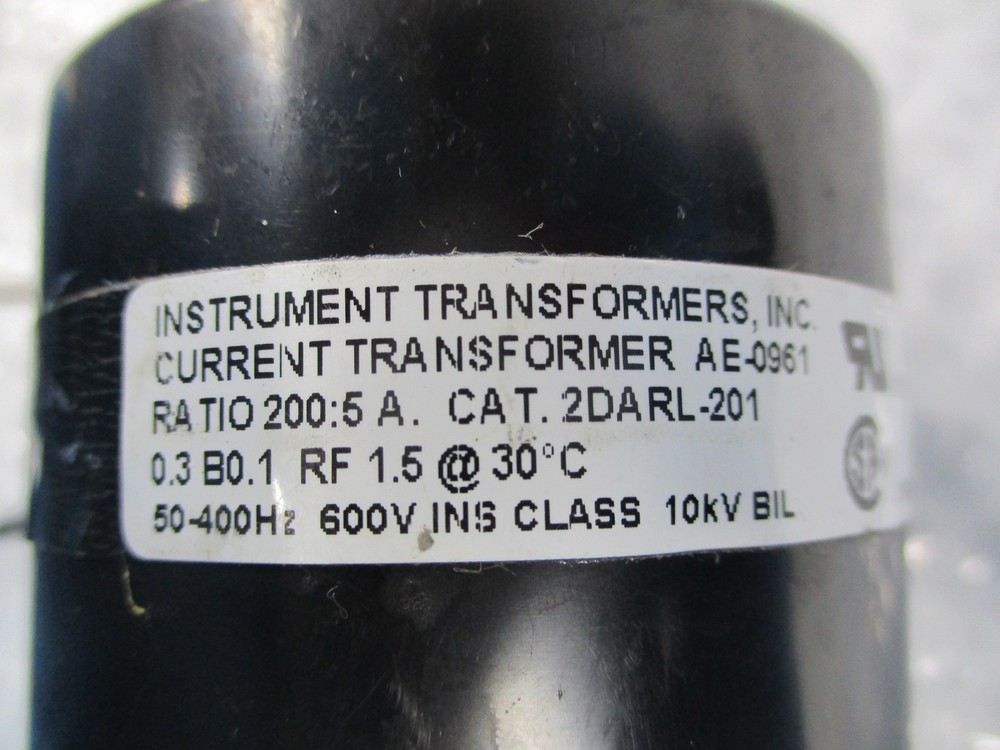 INSTRUMENT TRANSFORMERS, INC.
CURRENT TRANSFORMER AE-0961
RATIO 200:5 A. CAT. 2DARL-201
0.3 B0.1 RF 1.5 @ 30°C
50-400Hz 600V INS CLASS 10kV BIL